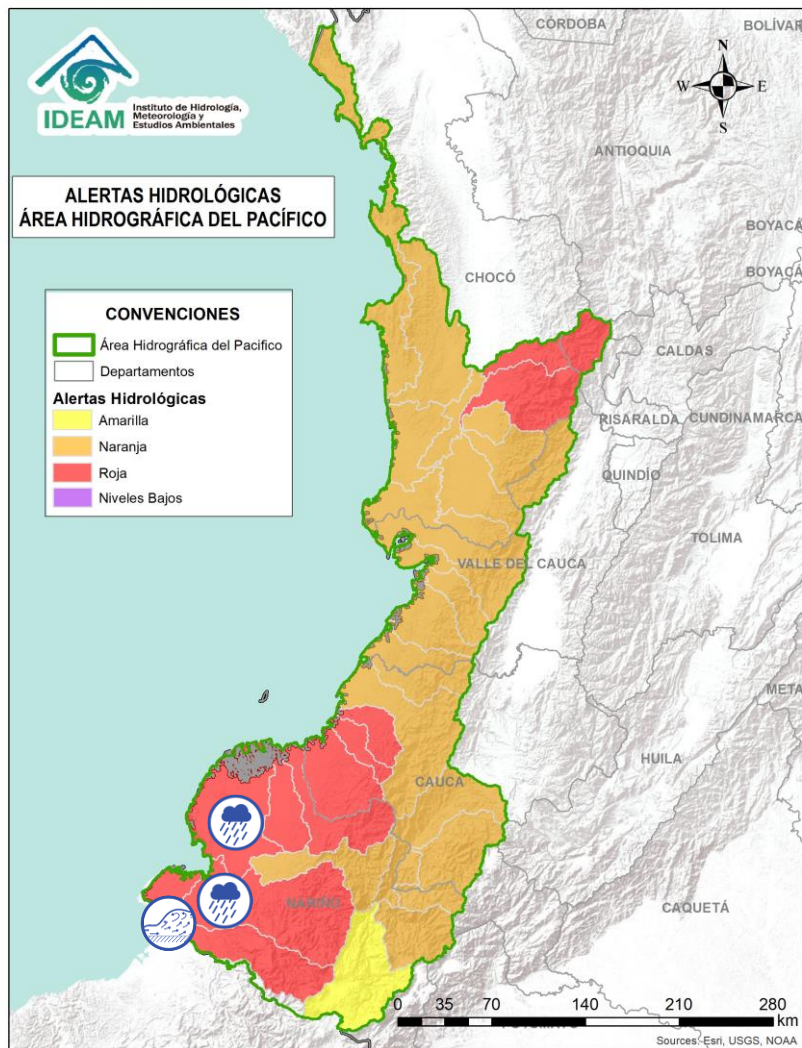 IDEAM
Instituto de Hidrología,
Meteorología y
Estudios Ambientales
ALERTAS HIDROLÓGICAS
ÁREA HIDROGRÁFICA DEL PACÍFICO
CONVENCIONES
Área Hidrográfica del Pacifico
Departamentos
Alertas Hidrológicas
Amarilla
Naranja
Roja
Niveles Bajos
N
W
E
S
CÓRDOBA
BOLÍVAR
ANTIOQUIA
BOYACÁ
BOYACÁ
CHOCÓ
CALDAS
RISARALDA
CUNDINAMARCA
QUINDÍO
TOLIMA
VALLE DEL CAUCA
META
HUILA
CAUCA
NARIÑO
CAQUETÁ
0 35 70 140 210 280
km
Sources: Esri, USGS, NOAA